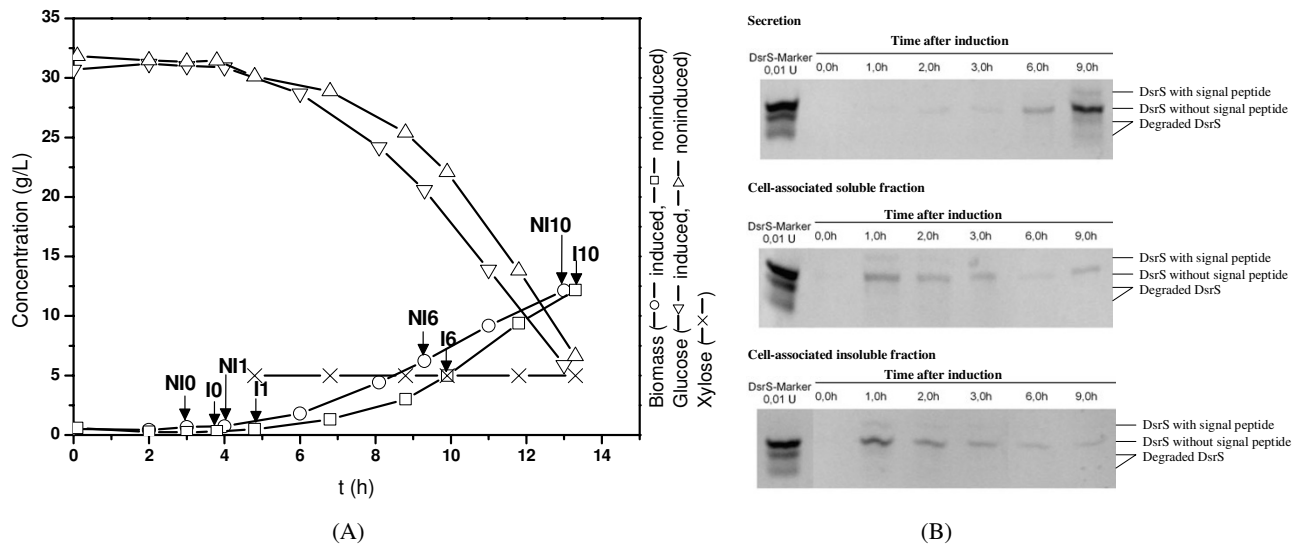 35
30
25
20
15
10
5
0
Concentration (g/L)
0 2 4 6 8 10 12 14
t (h)
NI0
I0
NI1
I1
NI6
I6
NI10
I10
Biomass (—○— induced, —□— noninduced)
Glucose (—▽— induced, —△— noninduced)
Xylose (—×—)
(A)
Secretion
Time after induction
DsrS-Marker
0,01 U
0,0h 1,0h 2,0h 3,0h 6,0h 9,0h
DsrS with signal peptide
DsrS without signal peptide
Degraded DsrS
Cell-associated soluble fraction
Time after induction
DsrS-Marker
0,01 U
0,0h 1,0h 2,0h 3,0h 6,0h 9,0h
DsrS with signal peptide
DsrS without signal peptide
Degraded DsrS
Cell-associated insoluble fraction
Time after induction
DsrS-Marker
0,01 U
0,0h 1,0h 2,0h 3,0h 6,0h 9,0h
DsrS with signal peptide
DsrS without signal peptide
Degraded DsrS
(B)